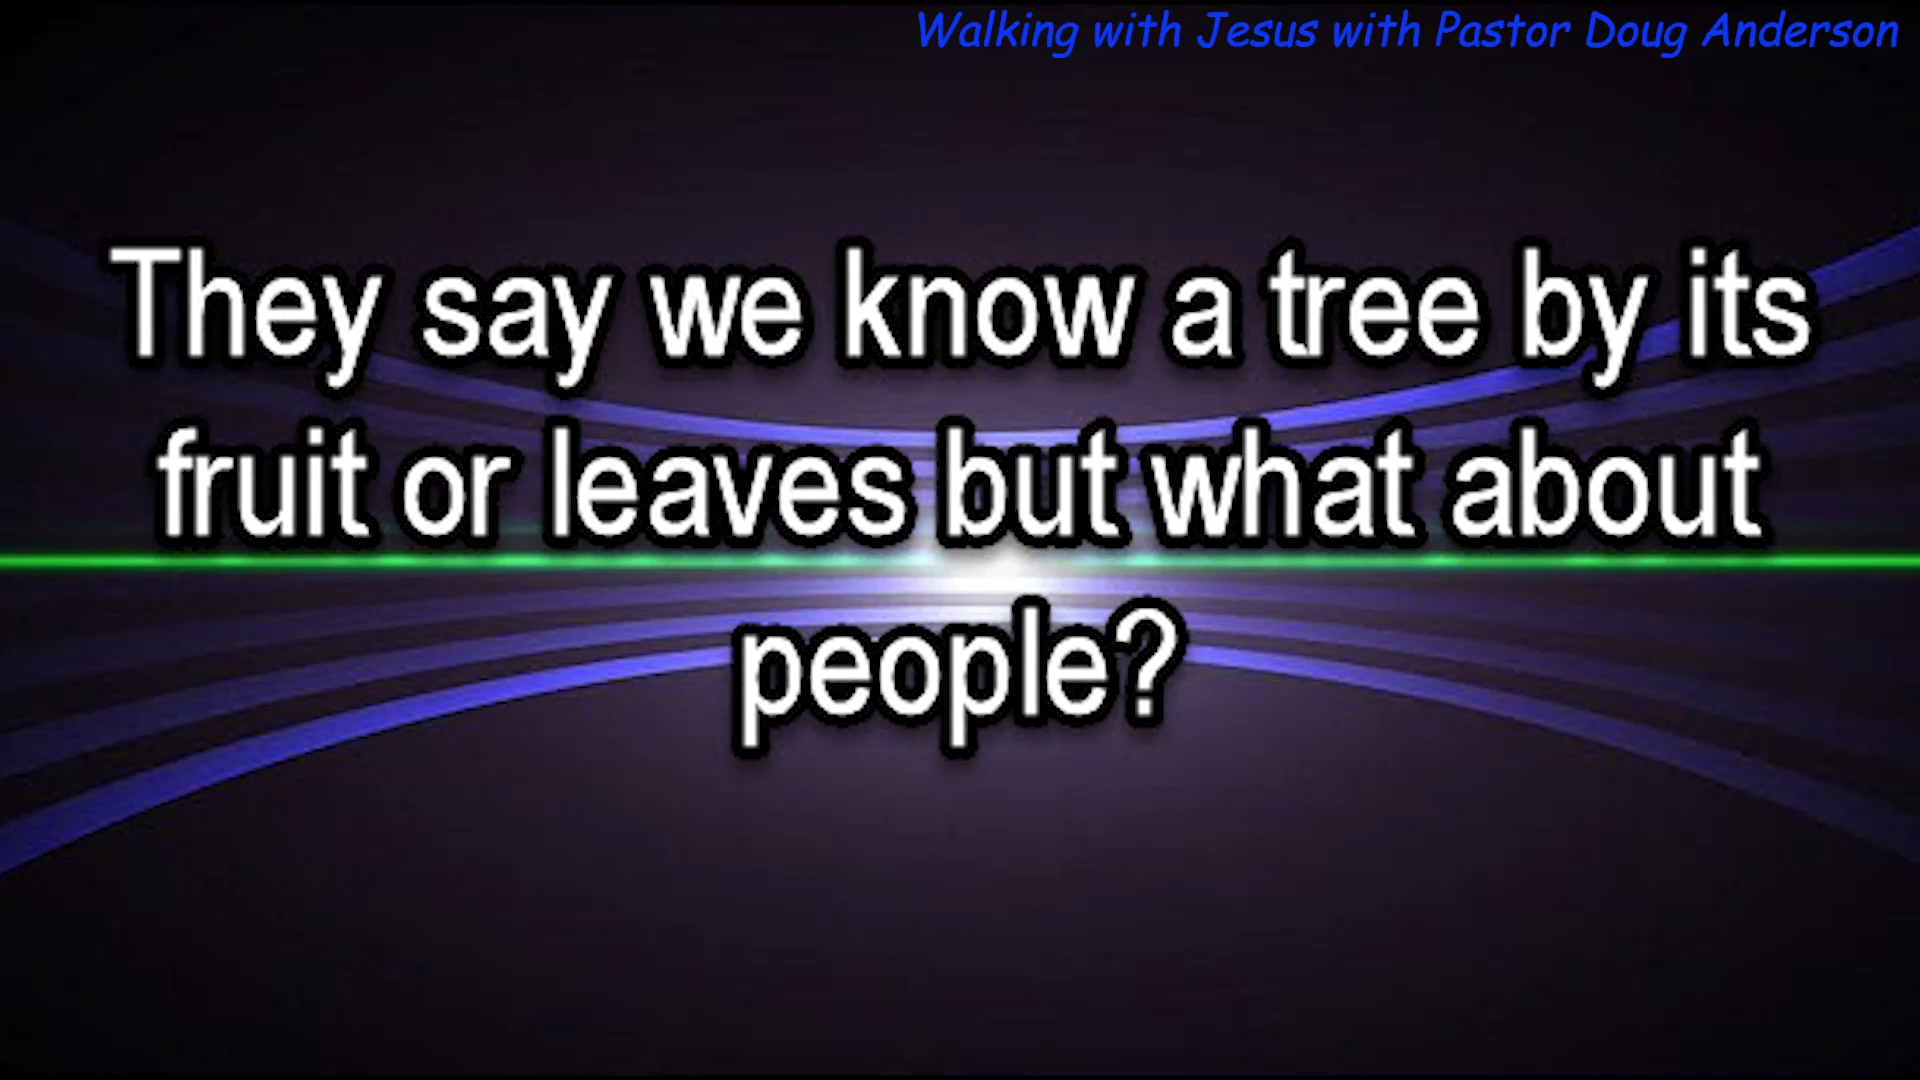 Walking with Jesus with Pastor Doug Anderson
They say we know a tree by its
fruit or leaves but what about
people?